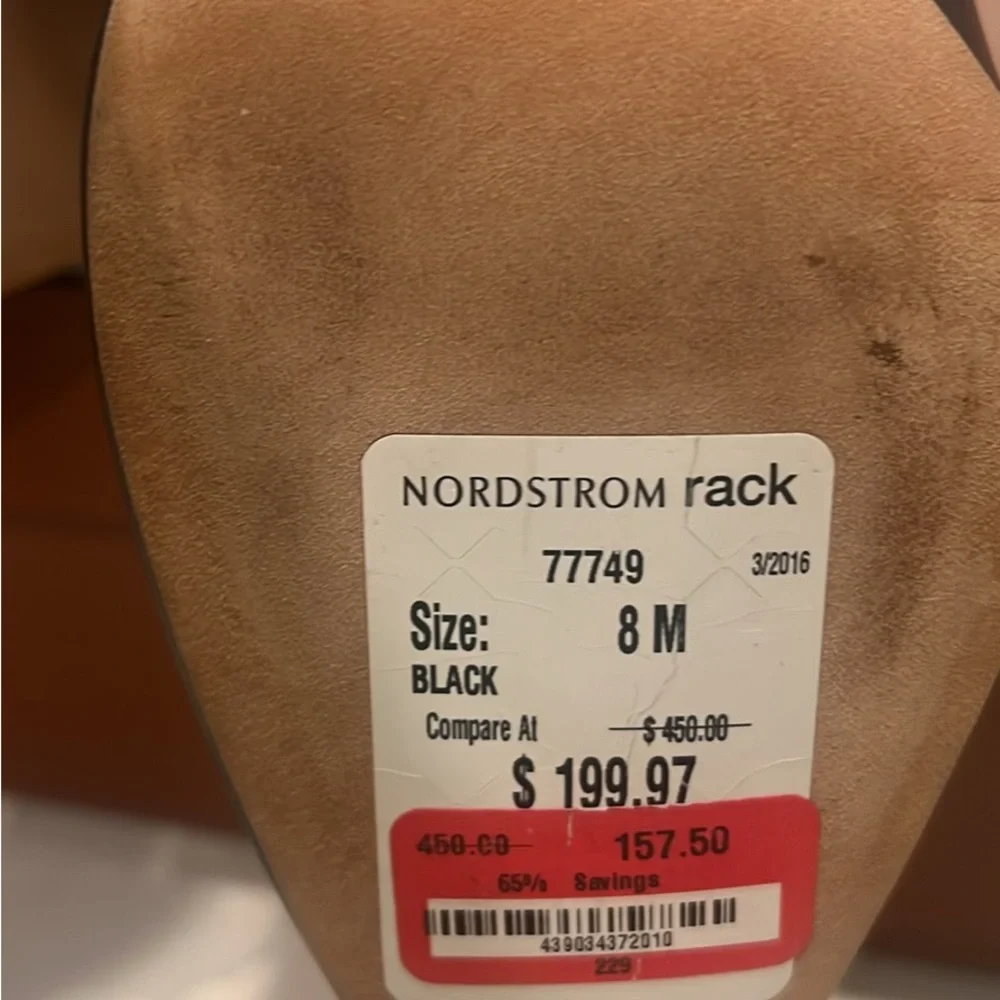 NORDSTROM rack
77749 3/2016
Size: 8 M
BLACK
Compare At $ 450.00
$ 199.97
450.00 157.50
65% Savings
439034372010
229